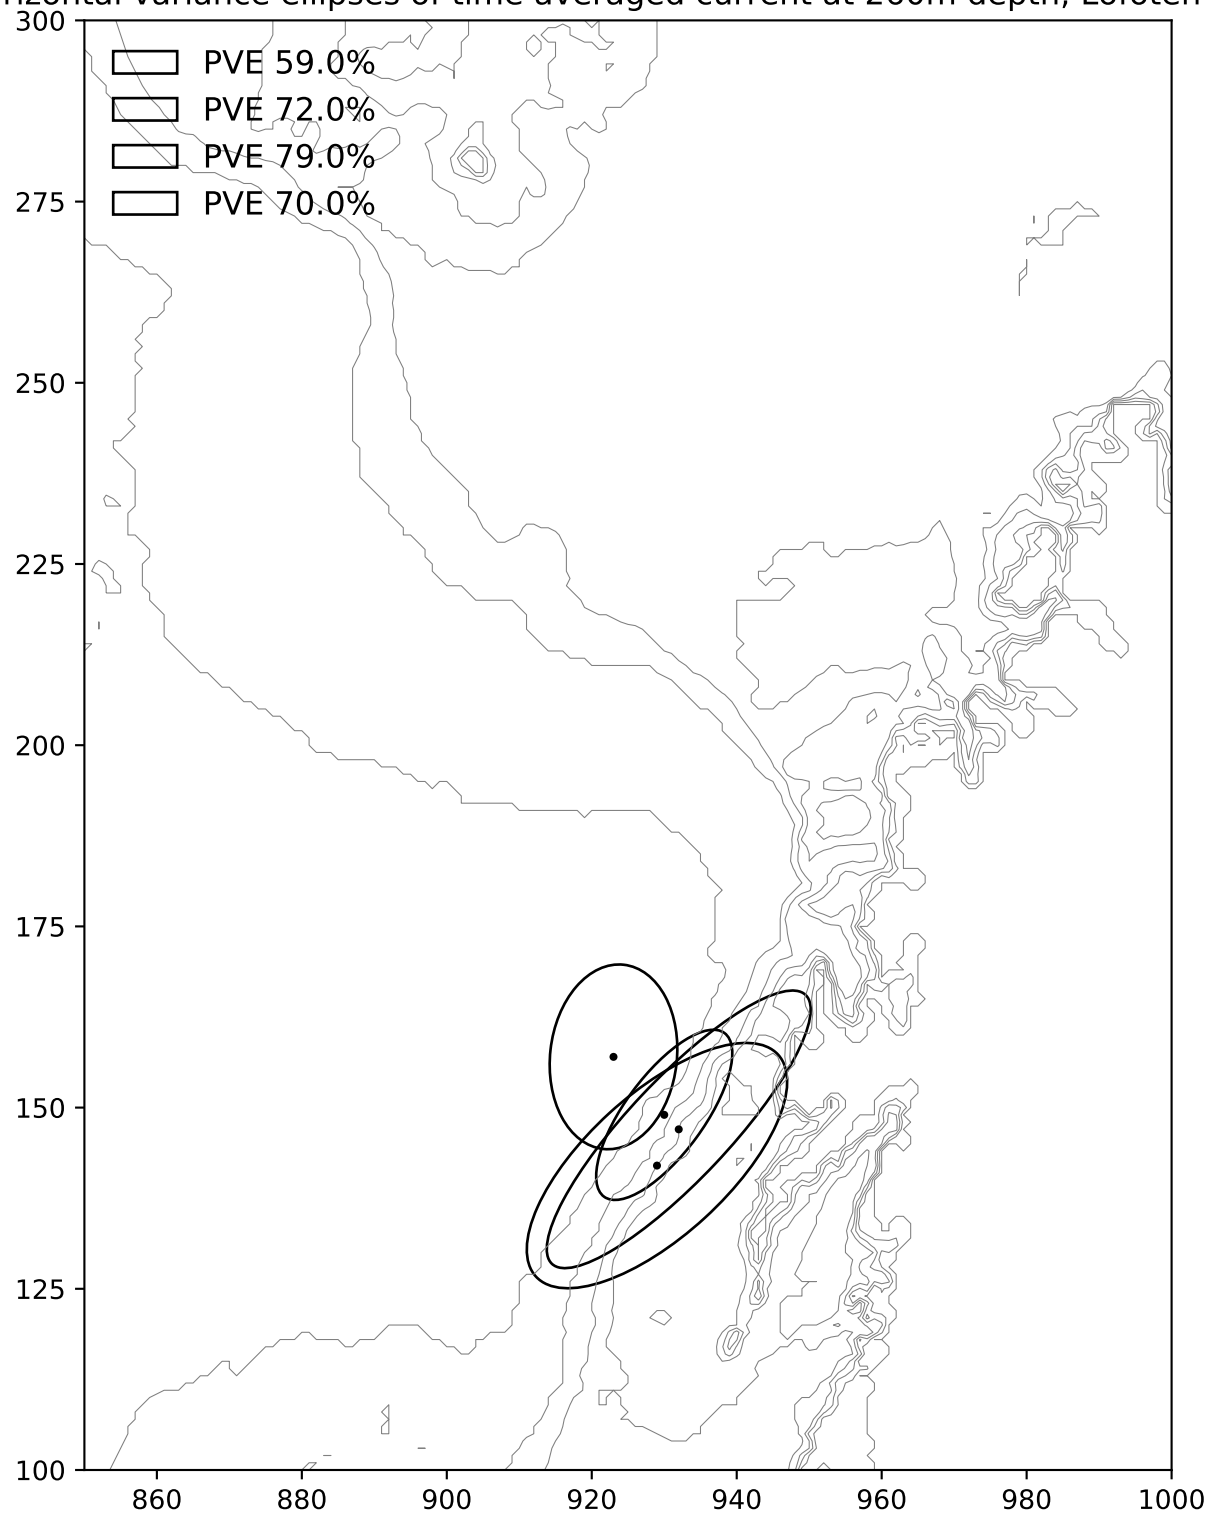 variance ellipses of time averaged current at 200m depth, Lofoten
300
PVE 59.0%
PVE 72.0%
PVE 79.0%
PVE 70.0%
275
250
225
200
175
150
125
100
860 880 900 920 940 960 980 1000